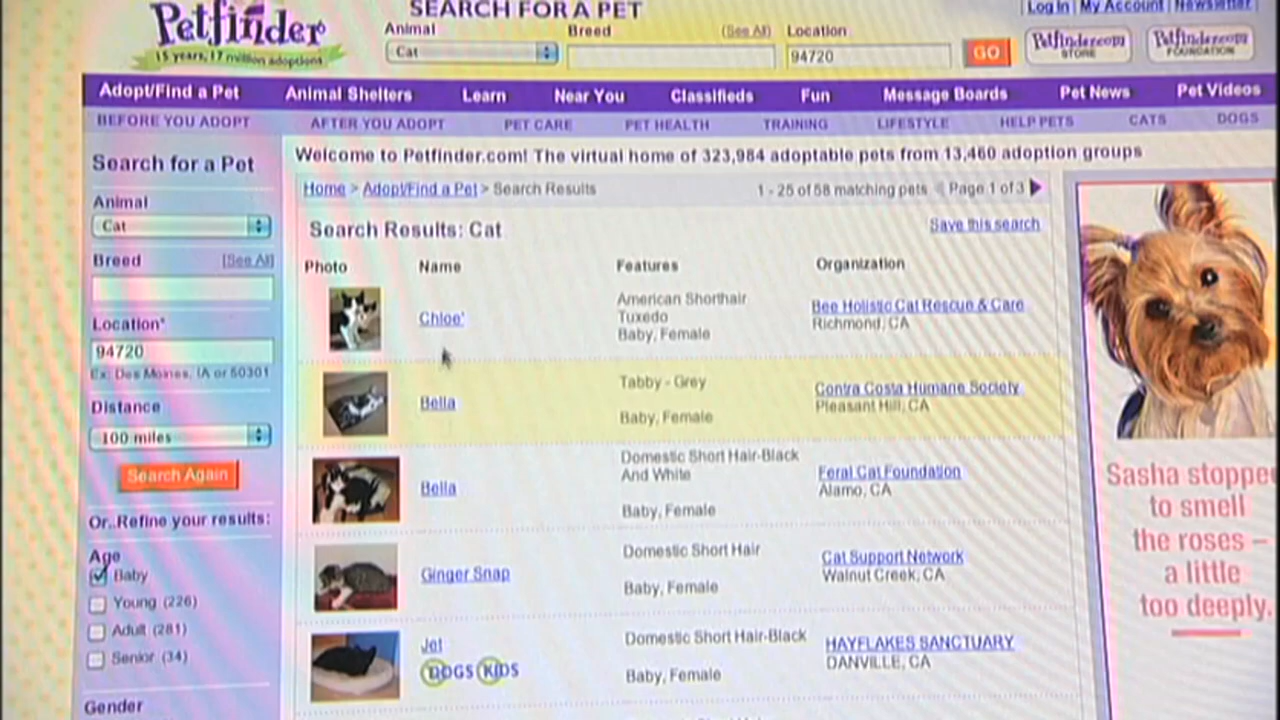 SEARCH FOR A PET
Petfinder
15 years, 17 million adoptions
Animal
Cat
Breed
(See All)
Location
94720
GO
Log In | My Account | Newsletter
Petfinder.com
STORE
Petfinder.com
FOUNDATION
Adopt/Find a Pet Animal Shelters Learn Near You Classifieds Fun Message Boards Pet News Pet Videos
BEFORE YOU ADOPT AFTER YOU ADOPT PET CARE PET HEALTH TRAINING LIFESTYLE HELP PETS CATS DOGS
Search for a Pet
Animal
Cat
Breed [See All]
Location*
94720
Ex: Des Moines, IA or 50301
Distance
100 miles
Search Again
Or..Refine your results:
Age
Baby
Young (226)
Adult (281)
Senior (34)
Gender
Welcome to Petfinder.com! The virtual home of 323,984 adoptable pets from 13,460 adoption groups
Home > Adopt/Find a Pet > Search Results
1 - 25 of 58 matching pets Page 1 of 3
Search Results: Cat
Save this search
Photo Name Features Organization
Chloe'
American Shorthair
Tuxedo
Baby, Female
Bee Holistic Cat Rescue & Care
Richmond, CA
Bella
Tabby - Grey
Baby, Female
Contra Costa Humane Society
Pleasant Hill, CA
Bella
Domestic Short Hair-Black
And White
Baby, Female
Feral Cat Foundation
Alamo, CA
Ginger Snap
Domestic Short Hair
Baby, Female
Cat Support Network
Walnut Creek, CA
Jet
DOGS KIDS
Domestic Short Hair-Black
Baby, Female
HAYFLAKES SANCTUARY
DANVILLE, CA
Sasha stopped
to smell
the roses –
a little
too deeply.